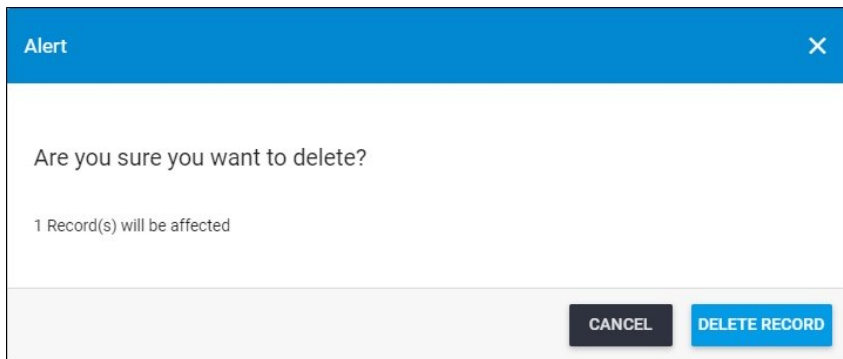 Alert
Are you sure you want to delete?
1 Record(s) will be affected
CANCEL DELETE RECORD